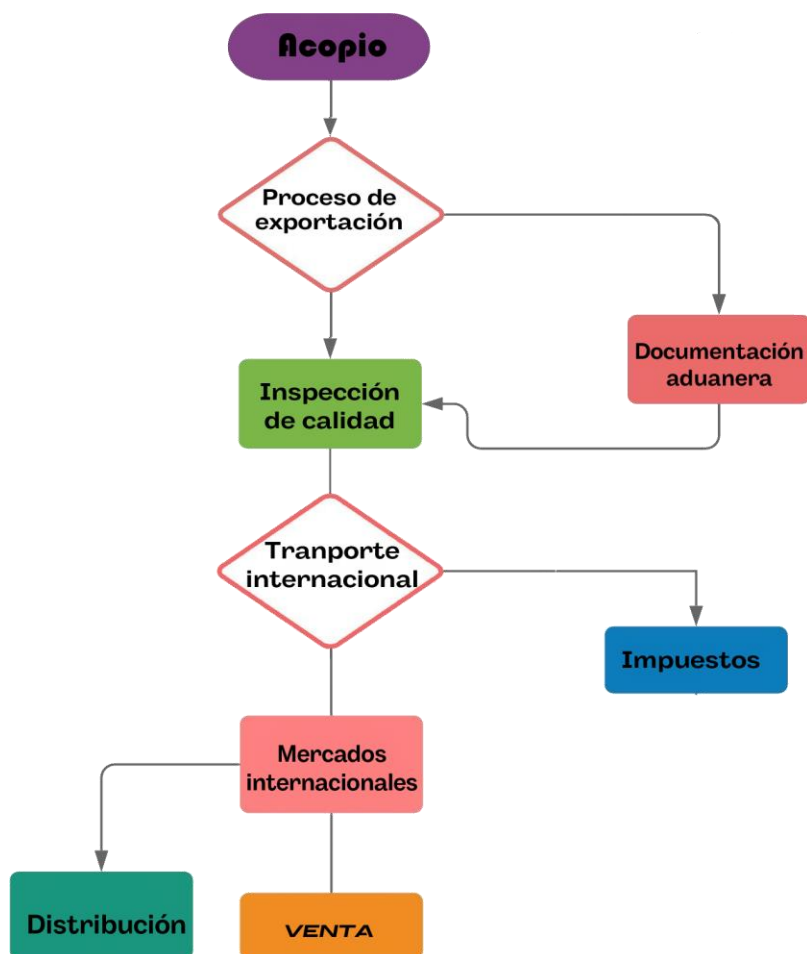 Acopio
Proceso de
exportación
Documentación
aduanera
Inspección
de calidad
Tranporte
internacional
Impuestos
Mercados
internacionales
Distribución
VENTA